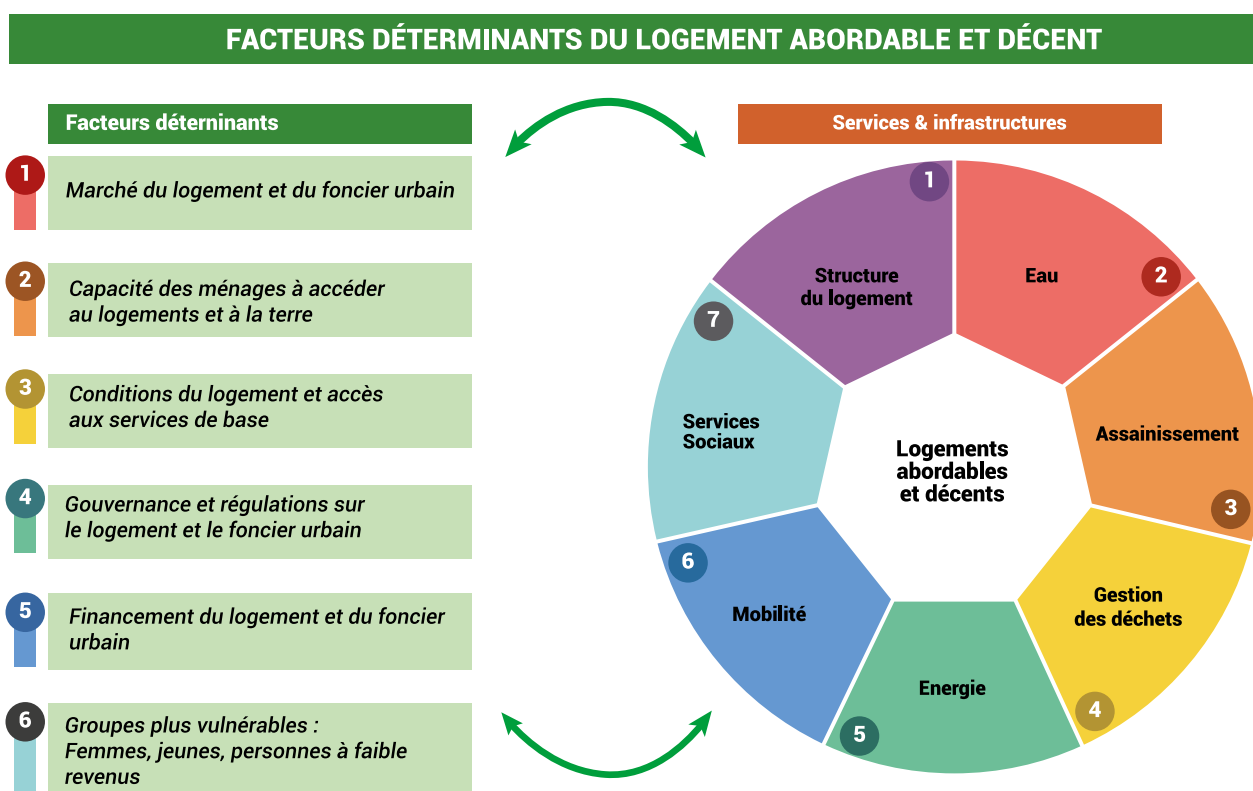 FACTEURS DÉTERMINANTS DU LOGEMENT ABORDABLE ET DÉCENT
Facteurs déterninants
1
Marché du logement et du foncier urbain
2
Capacité des ménages à accéder
au logements et à la terre
3
Conditions du logement et accès
aux services de base
4
Gouvernance et régulations sur
le logement et le foncier urbain
5
Financement du logement et du foncier
urbain
6
Groupes plus vulnérables :
Femmes, jeunes, personnes à faible
revenus
Services & infrastructures
1
Structure
du logement
Eau
2
Assainissement
3
Gestion
des déchets
4
Energie
5
6
Mobilité
7
Services
Sociaux
Logements
abordables
et décents